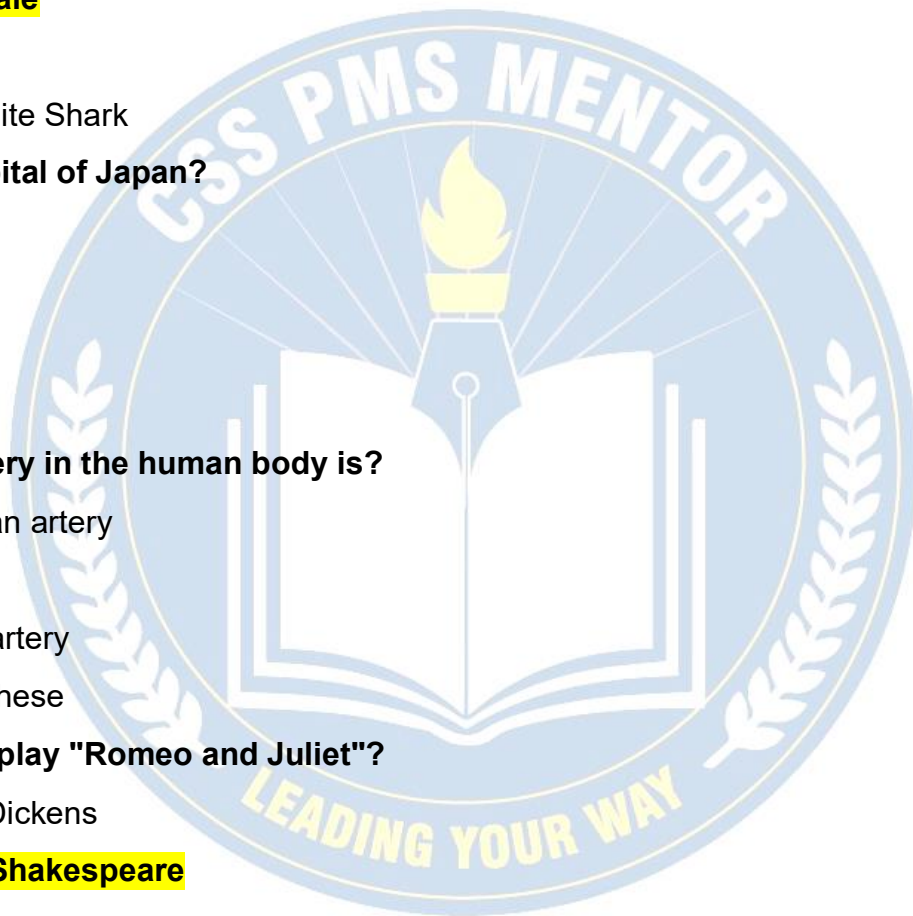 ale
ite Shark
ital of Japan?
ery in the human body is?
an artery
artery
hese
play "Romeo and Juliet"?
Dickens
Shakespeare
CSS PMS MENTOR
LEADING YOUR WAY